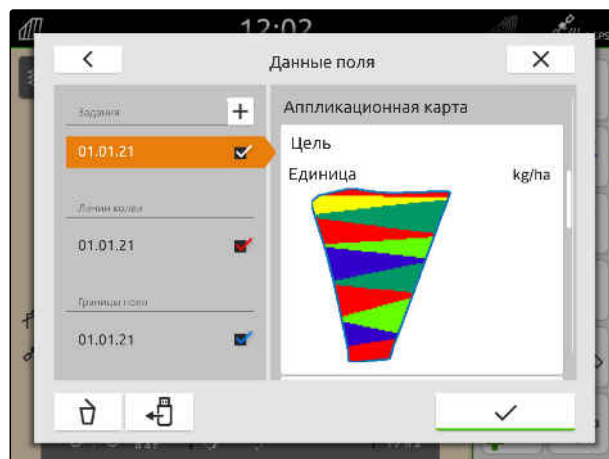 12:02
Данные поля
Задания
01.01.21
Линии колеи
01.01.21
Границы поля
01.01.21
Аппликационная карта
Цель
Единица kg/ha